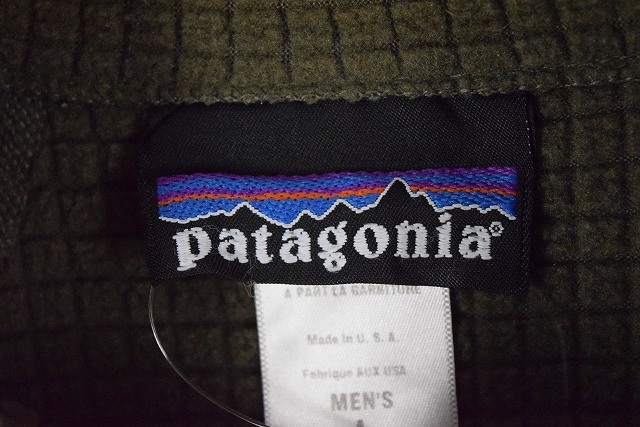 patagonia®
A PART LA GARNITURE
Made In U. S. A.
Fabrique AUX USA
MEN'S